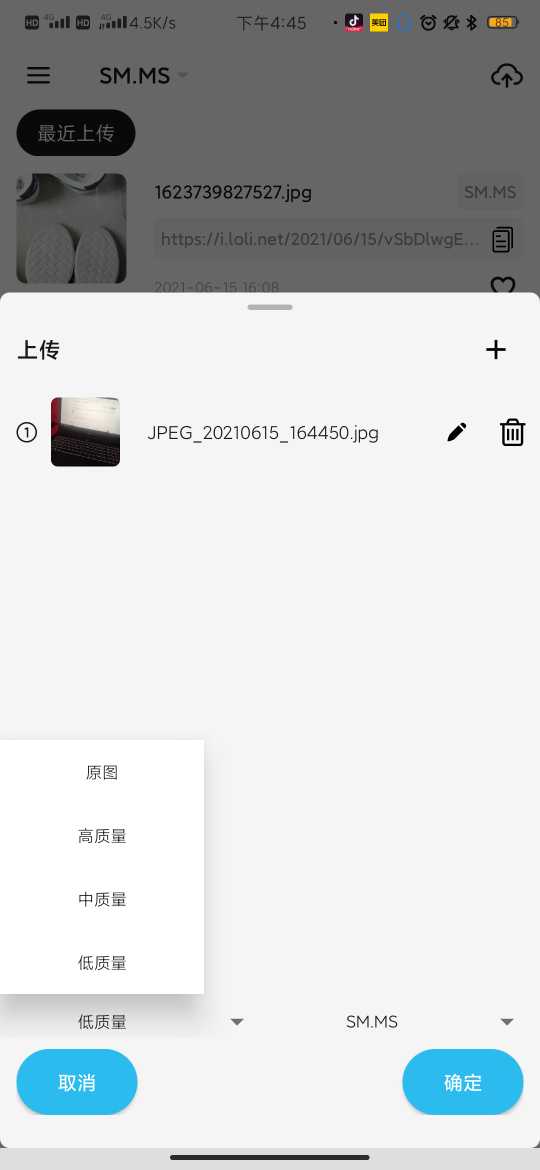 HD 4G HD 4G 4.5K/s 下午4:45 美团 85
SM.MS
最近上传
1623739827527.jpg SM.MS
https://i.loli.net/2021/06/15/vSbDlwgE...
2021-06-15 16:08
上传
1 JPEG_20210615_164450.jpg
原图
高质量
中质量
低质量
低质量 SM.MS
取消 确定